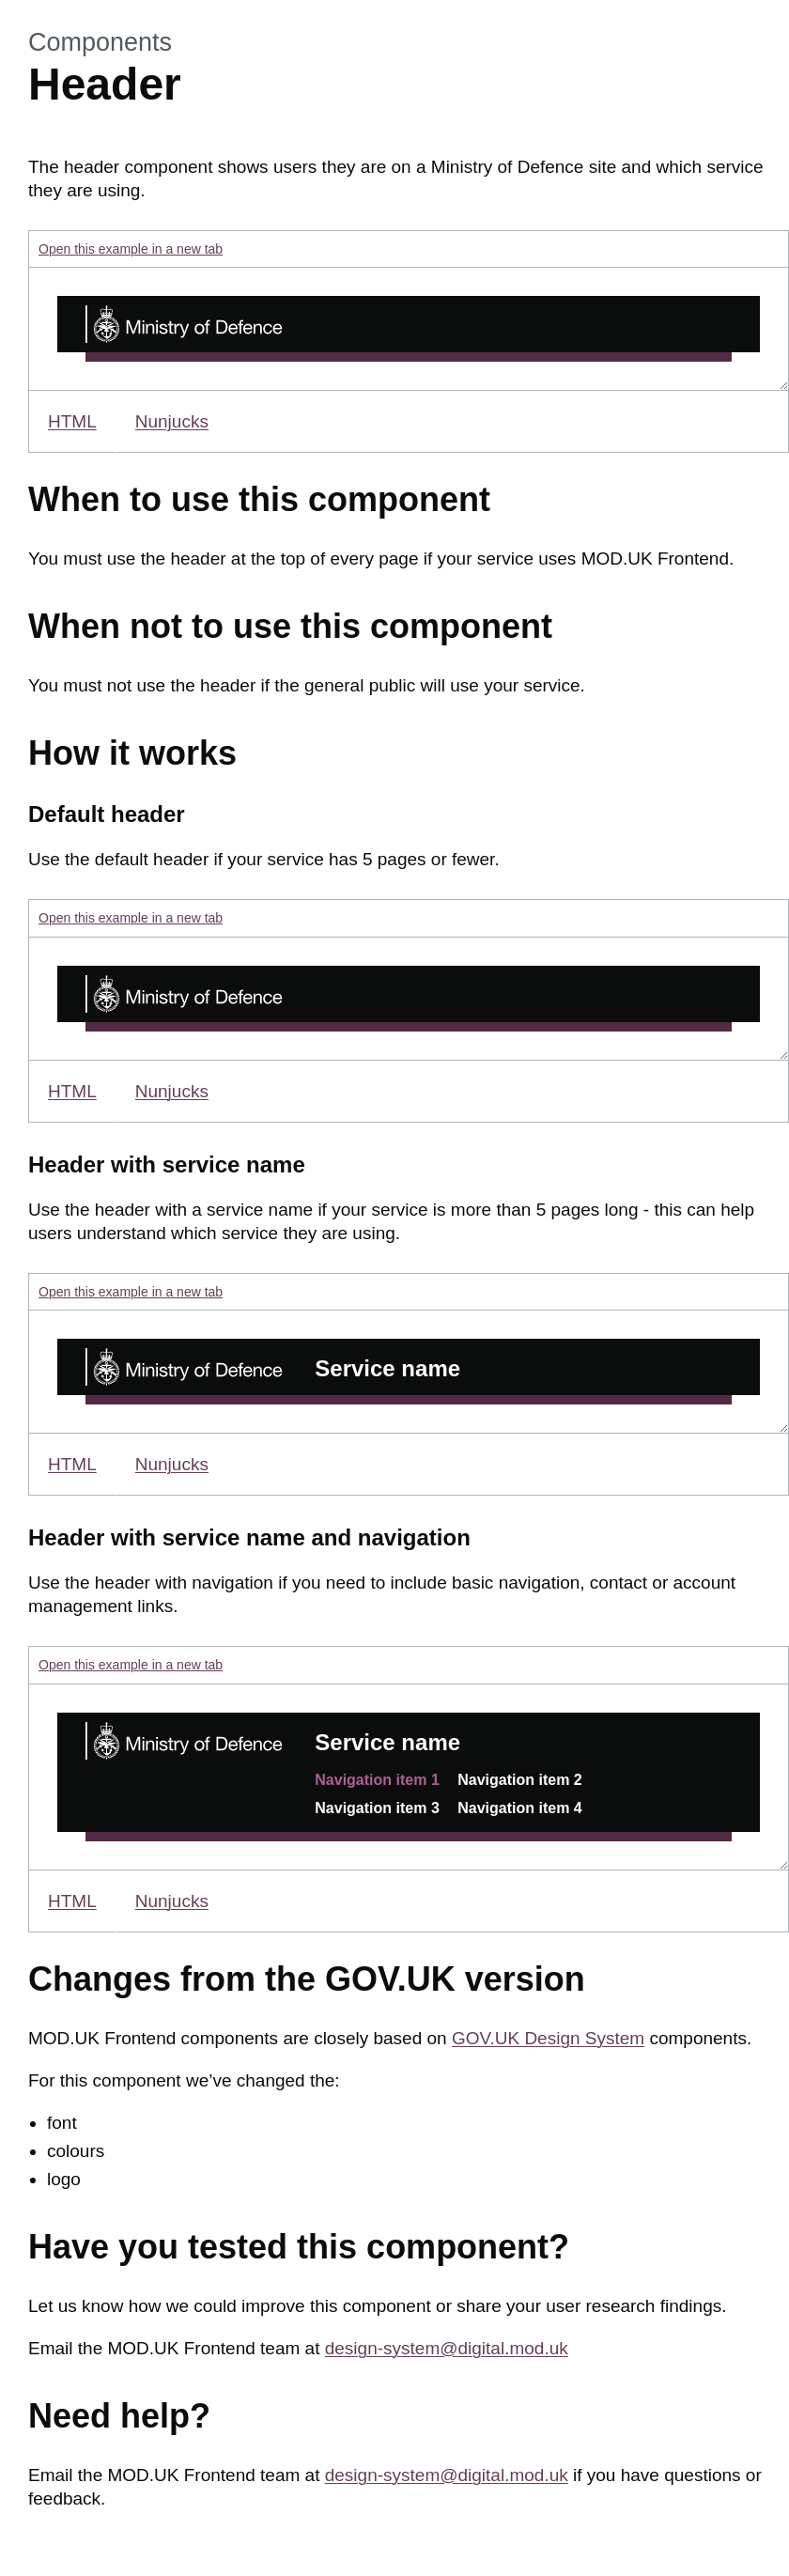 Components
Header
The header component shows users they are on a Ministry of Defence site and which service
they are using.
Open this example in a new tab
Ministry of Defence
HTML Nunjucks
When to use this component
You must use the header at the top of every page if your service uses MOD.UK Frontend.
When not to use this component
You must not use the header if the general public will use your service.
How it works
Default header
Use the default header if your service has 5 pages or fewer.
Open this example in a new tab
Ministry of Defence
HTML Nunjucks
Header with service name
Use the header with a service name if your service is more than 5 pages long - this can help
users understand which service they are using.
Open this example in a new tab
Ministry of Defence Service name
HTML Nunjucks
Header with service name and navigation
Use the header with navigation if you need to include basic navigation, contact or account
management links.
Open this example in a new tab
Ministry of Defence Service name
Navigation item 1 Navigation item 2
Navigation item 3 Navigation item 4
HTML Nunjucks
Changes from the GOV.UK version
MOD.UK Frontend components are closely based on GOV.UK Design System components.
For this component we’ve changed the:
• font
• colours
• logo
Have you tested this component?
Let us know how we could improve this component or share your user research findings.
Email the MOD.UK Frontend team at design-system@digital.mod.uk
Need help?
Email the MOD.UK Frontend team at design-system@digital.mod.uk if you have questions or
feedback.